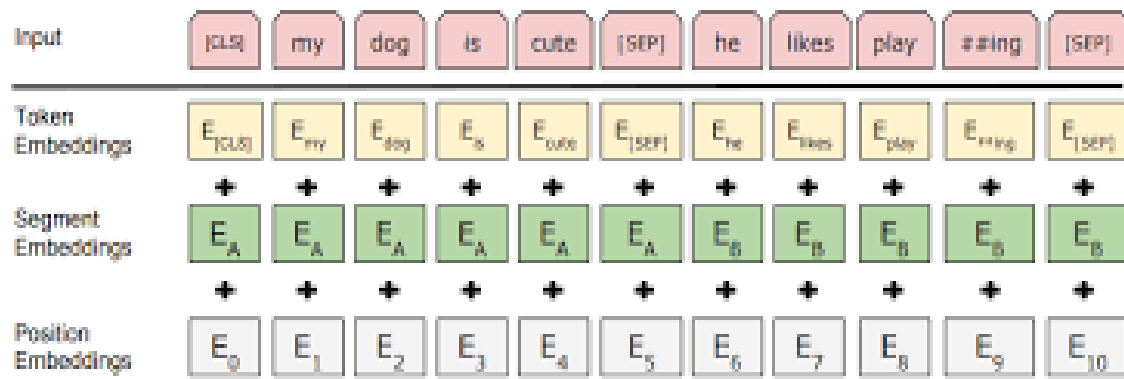 Input [CLS] my dog is cute [SEP] he likes play ##ing [SEP]
Token Embeddings E[CLS] Emy Edog Eis Ecute E[SEP] Ehe Elikes Eplay E##ing E[SEP]
+ + + + + + + + + + +
Segment Embeddings EA EA EA EA EA EA EB EB EB EB EB
+ + + + + + + + + + +
Position Embeddings E0 E1 E2 E3 E4 E5 E6 E7 E8 E9 E10